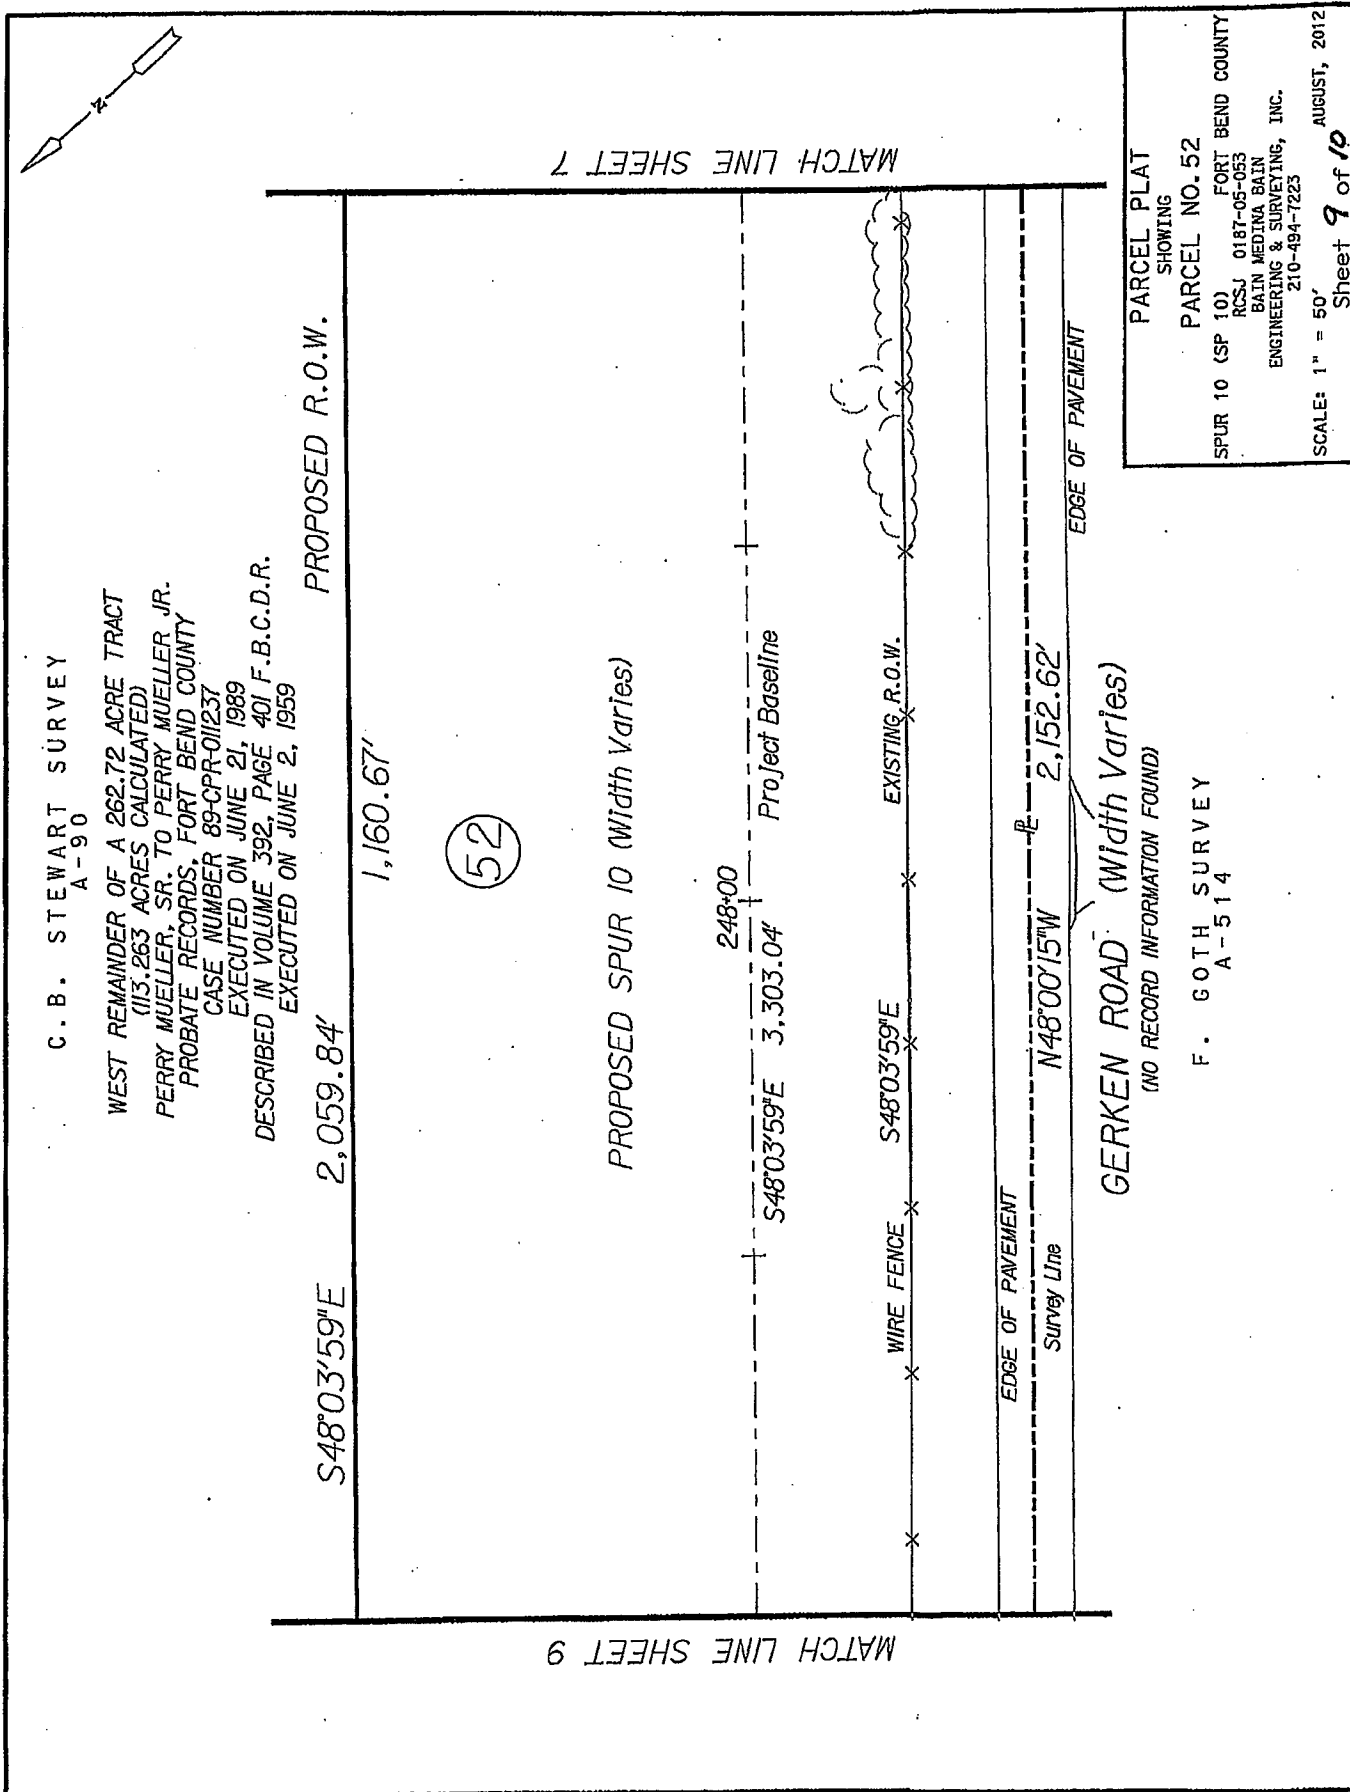 C.B. STEWART SURVEY
A-90
WEST REMAINDER OF A 262.72 ACRE TRACT
(113.263 ACRES CALCULATED)
PERRY MUELLER, SR. TO PERRY MUELLER JR.
PROBATE RECORDS, FORT BEND COUNTY
CASE NUMBER 89-CPR-011237
EXECUTED ON JUNE 21, 1989
DESCRIBED IN VOLUME 392, PAGE 401 F.B.C.D.R.
EXECUTED ON JUNE 2, 1959
N
S48°03'59"E 2,059.84' PROPOSED R.O.W.
1,160.67'
52
PROPOSED SPUR 10 (Width Varies)
248+00
S48°03'59"E 3,303.04' Project Baseline
WIRE FENCE S48°03'59"E EXISTING R.O.W.
EDGE OF PAVEMENT
Survey Line N48°00'15"W 2,152.62'
EDGE OF PAVEMENT
GERKEN ROAD (Width Varies)
(NO RECORD INFORMATION FOUND)
F. GOTH SURVEY
A-514
MATCH LINE SHEET 9
MATCH LINE SHEET 7
PARCEL PLAT
SHOWING
PARCEL NO. 52
SPUR 10 (SP 10) FORT BEND COUNTY
RCSJ 0187-05-053
BAIN MEDINA BAIN
ENGINEERING & SURVEYING, INC.
210-494-7223
SCALE: 1" = 50' AUGUST, 2012
Sheet 9 of 10